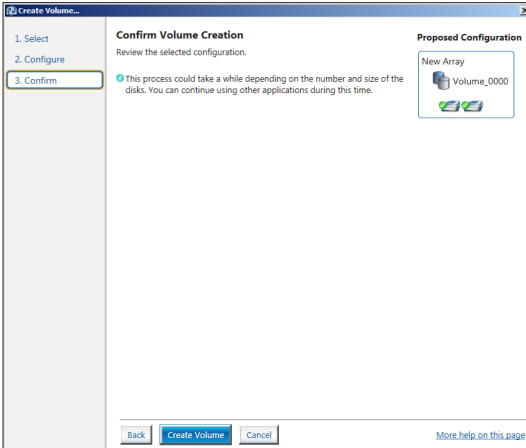 Create Volume...
1. Select
2. Configure
3. Confirm
Confirm Volume Creation
Review the selected configuration.
This process could take a while depending on the number and size of the
disks. You can continue using other applications during this time.
Proposed Configuration
New Array
Volume_0000
Back
Create Volume
Cancel
More help on this page